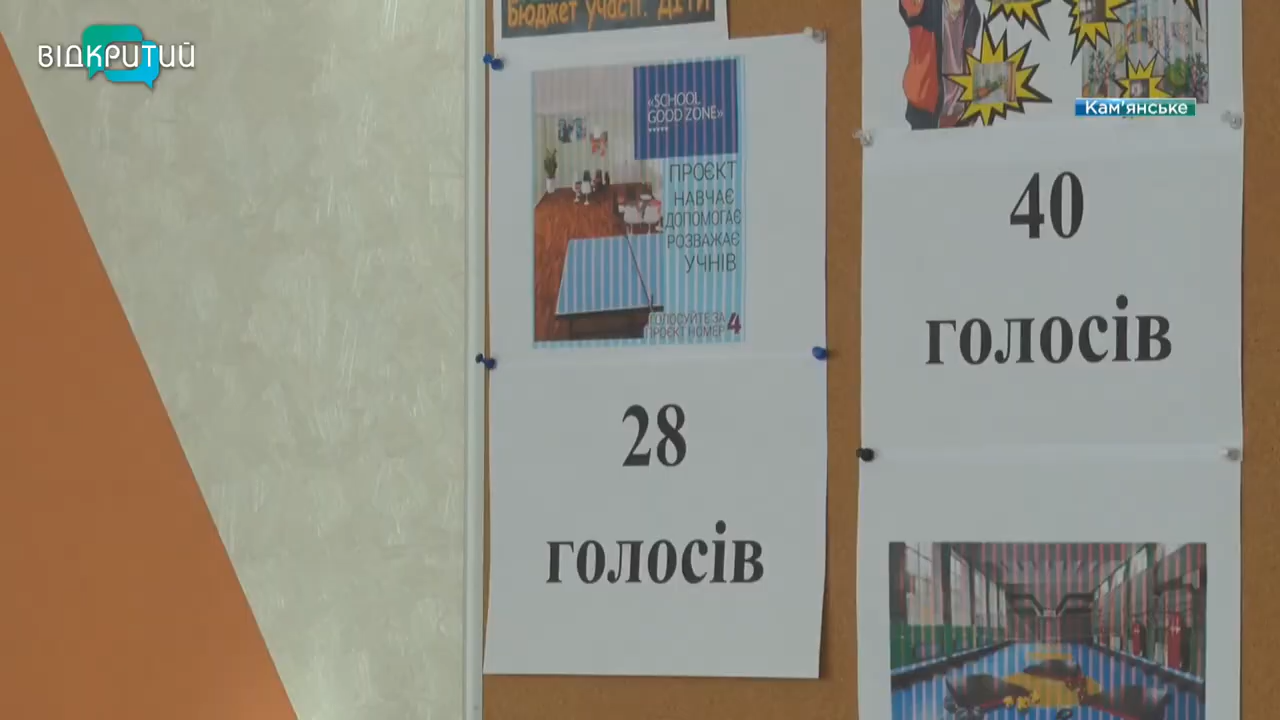 ВІДКРИТИЙ
Бюджет участі. ДІТИ
«SCHOOL
GOOD ZONE»
ПРОЄКТ
НАВЧАЄ
ДОПОМОГАЄ
РОЗВАЖАЄ
УЧНІВ
ГОЛОСУЙТЕ ЗА
ПРОЄКТ НОМЕР 4
28
голосів
Кам'янське
40
голосів